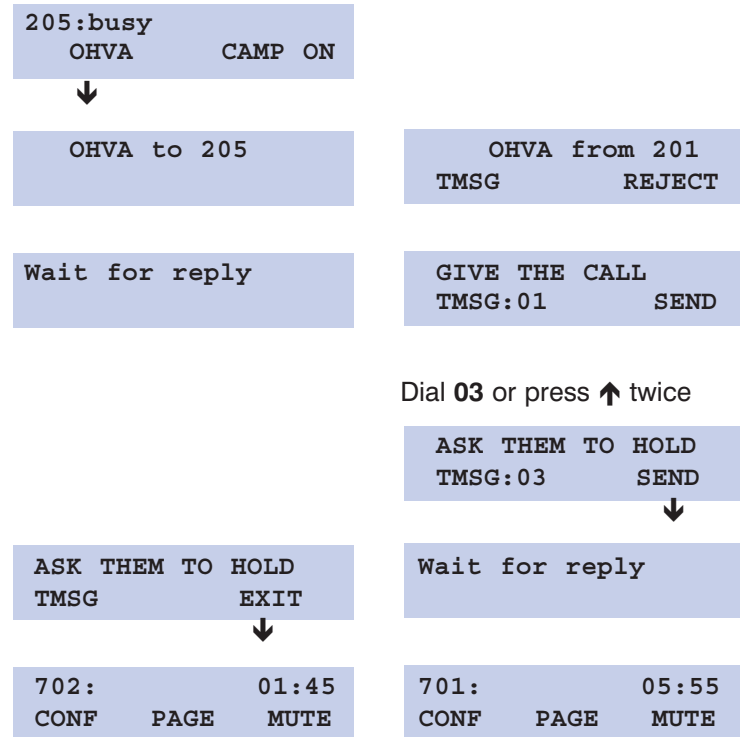 205:busy
OHVA CAMP ON
OHVA to 205
OHVA from 201
TMSG REJECT
Wait for reply
GIVE THE CALL
TMSG:01 SEND
Dial 03 or press ↑ twice
ASK THEM TO HOLD
TMSG:03 SEND
ASK THEM TO HOLD
TMSG EXIT
Wait for reply
702: 01:45
CONF PAGE MUTE
701: 05:55
CONF PAGE MUTE